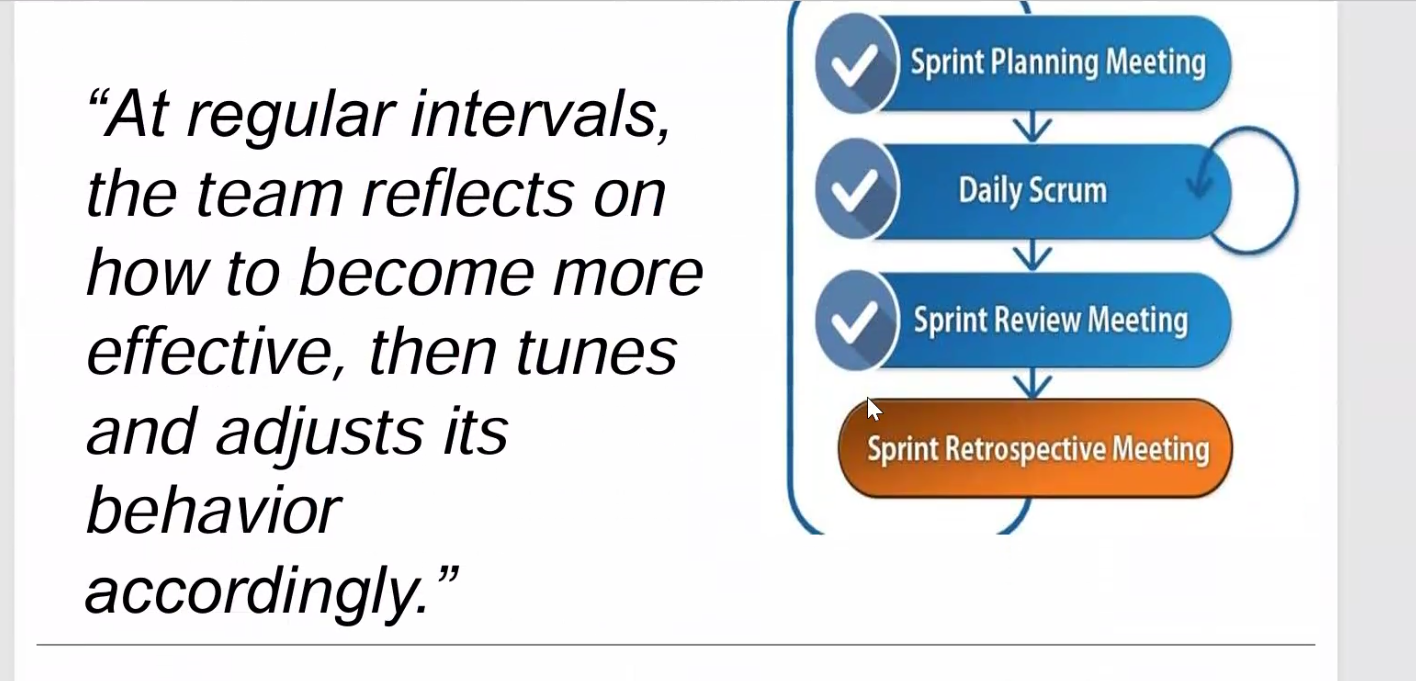 “At regular intervals,
the team reflects on
how to become more
effective, then tunes
and adjusts its
behavior
accordingly.”
Sprint Planning Meeting
Daily Scrum
Sprint Review Meeting
Sprint Retrospective Meeting